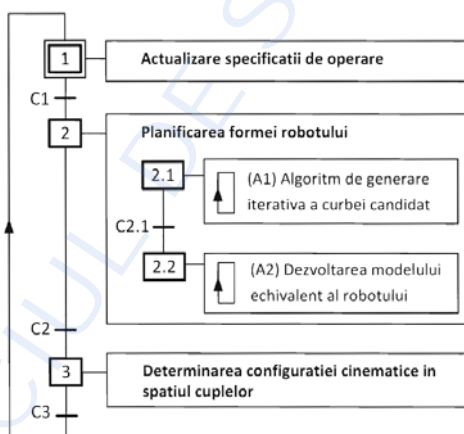 1
Actualizare specificatii de operare
C1
2
Planificarea formei robotului
2.1
(A1) Algoritm de generare
iterativa a curbei candidat
C2.1
2.2
(A2) Dezvoltarea modelului
echivalent al robotului
C2
3
Determinarea configuratiei cinematice in
spatiul cuplelor
C3
CIUL DE S